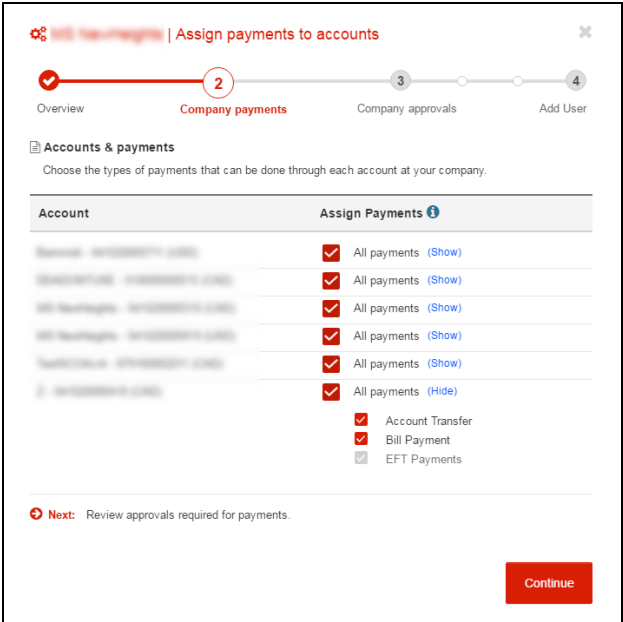 | Assign payments to accounts
2 3 4
Overview Company payments Company approvals Add User
Accounts & payments
Choose the types of payments that can be done through each account at your company.
Account Assign Payments
All payments (Show)
All payments (Show)
All payments (Show)
All payments (Show)
All payments (Show)
All payments (Hide)
Account Transfer
Bill Payment
EFT Payments
Next: Review approvals required for payments.
Continue